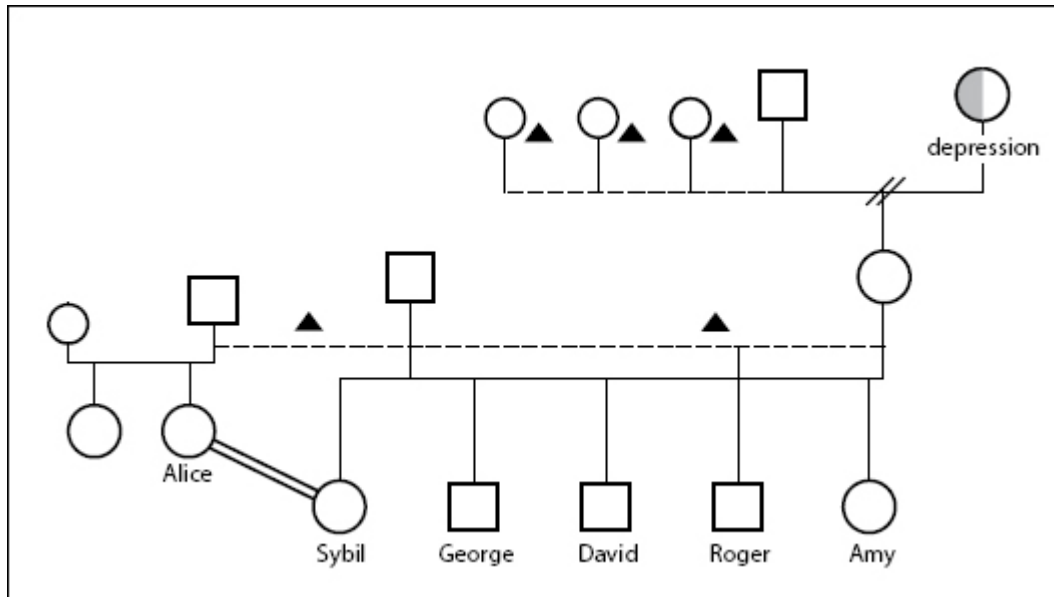 depression
Alice
Sybil
George
David
Roger
Amy